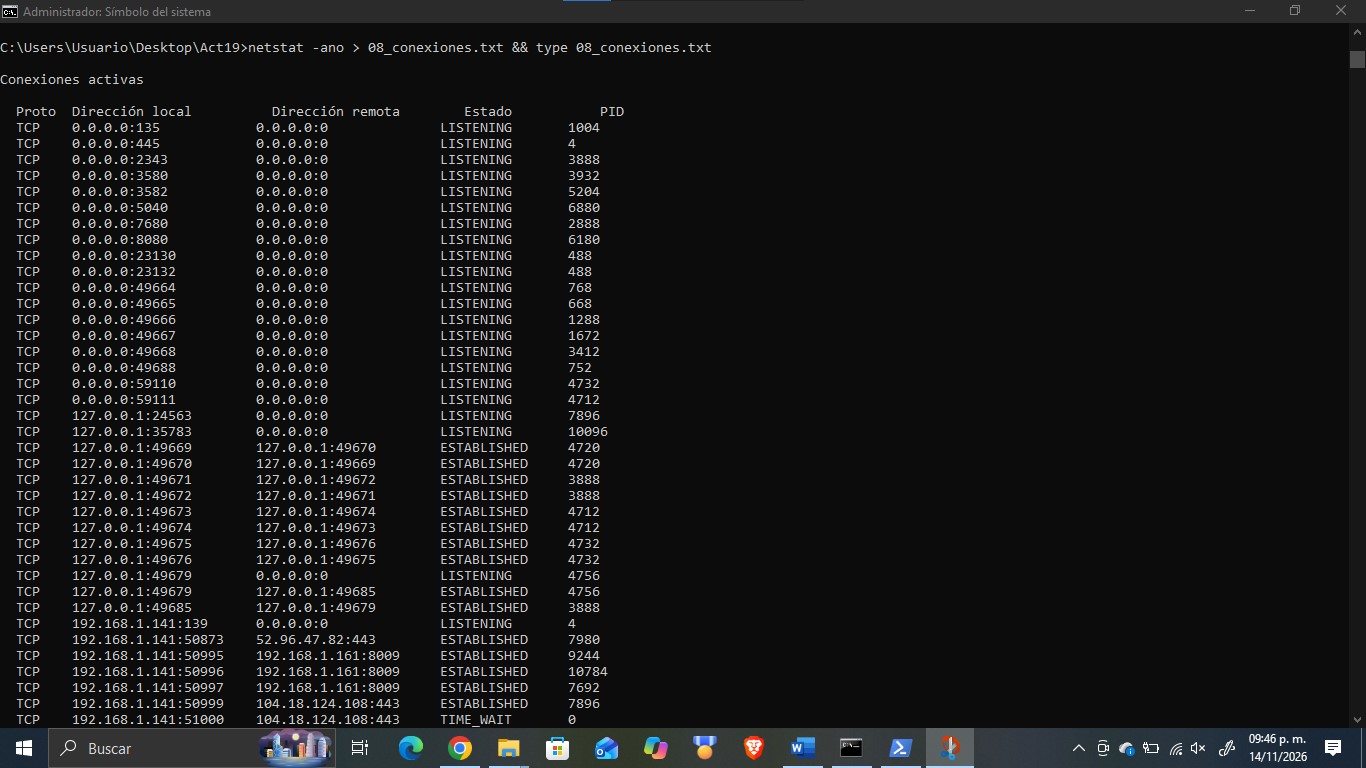 Administrador: Símbolo del sistema
C:\Users\Usuario\Desktop\Act19>netstat -ano > 08_conexiones.txt && type 08_conexiones.txt
Conexiones activas
Proto  Dirección local          Dirección remota        Estado           PID
TCP    0.0.0.0:135            0.0.0.0:0              LISTENING       1004
TCP    0.0.0.0:445            0.0.0.0:0              LISTENING       4
TCP    0.0.0.0:2343           0.0.0.0:0              LISTENING       3888
TCP    0.0.0.0:3580           0.0.0.0:0              LISTENING       3932
TCP    0.0.0.0:3582           0.0.0.0:0              LISTENING       5204
TCP    0.0.0.0:5040           0.0.0.0:0              LISTENING       6880
TCP    0.0.0.0:7680           0.0.0.0:0              LISTENING       2888
TCP    0.0.0.0:8080           0.0.0.0:0              LISTENING       6180
TCP    0.0.0.0:23130          0.0.0.0:0              LISTENING       488
TCP    0.0.0.0:23132          0.0.0.0:0              LISTENING       488
TCP    0.0.0.0:49664          0.0.0.0:0              LISTENING       768
TCP    0.0.0.0:49665          0.0.0.0:0              LISTENING       668
TCP    0.0.0.0:49666          0.0.0.0:0              LISTENING       1288
TCP    0.0.0.0:49667          0.0.0.0:0              LISTENING       1672
TCP    0.0.0.0:49668          0.0.0.0:0              LISTENING       3412
TCP    0.0.0.0:49688          0.0.0.0:0              LISTENING       752
TCP    0.0.0.0:59110          0.0.0.0:0              LISTENING       4732
TCP    0.0.0.0:59111          0.0.0.0:0              LISTENING       4712
TCP    127.0.0.1:24563        0.0.0.0:0              LISTENING       7896
TCP    127.0.0.1:35783        0.0.0.0:0              LISTENING       10096
TCP    127.0.0.1:49669        127.0.0.1:49670        ESTABLISHED     4720
TCP    127.0.0.1:49670        127.0.0.1:49669        ESTABLISHED     4720
TCP    127.0.0.1:49671        127.0.0.1:49672        ESTABLISHED     3888
TCP    127.0.0.1:49672        127.0.0.1:49671        ESTABLISHED     3888
TCP    127.0.0.1:49673        127.0.0.1:49674        ESTABLISHED     4712
TCP    127.0.0.1:49674        127.0.0.1:49673        ESTABLISHED     4712
TCP    127.0.0.1:49675        127.0.0.1:49676        ESTABLISHED     4732
TCP    127.0.0.1:49676        127.0.0.1:49675        ESTABLISHED     4732
TCP    127.0.0.1:49679        0.0.0.0:0              LISTENING       4756
TCP    127.0.0.1:49679        127.0.0.1:49685        ESTABLISHED     4756
TCP    127.0.0.1:49685        127.0.0.1:49679        ESTABLISHED     3888
TCP    192.168.1.141:139      0.0.0.0:0              LISTENING       4
TCP    192.168.1.141:50873    52.96.47.82:443        ESTABLISHED     7980
TCP    192.168.1.141:50995    192.168.1.161:8009     ESTABLISHED     9244
TCP    192.168.1.141:50996    192.168.1.161:8009     ESTABLISHED     10784
TCP    192.168.1.141:50997    192.168.1.161:8009     ESTABLISHED     7692
TCP    192.168.1.141:50999    104.18.124.108:443     ESTABLISHED     7896
TCP    192.168.1.141:51000    104.18.124.108:443     TIME_WAIT       0
Buscar
09:46 p. m.
14/11/2026